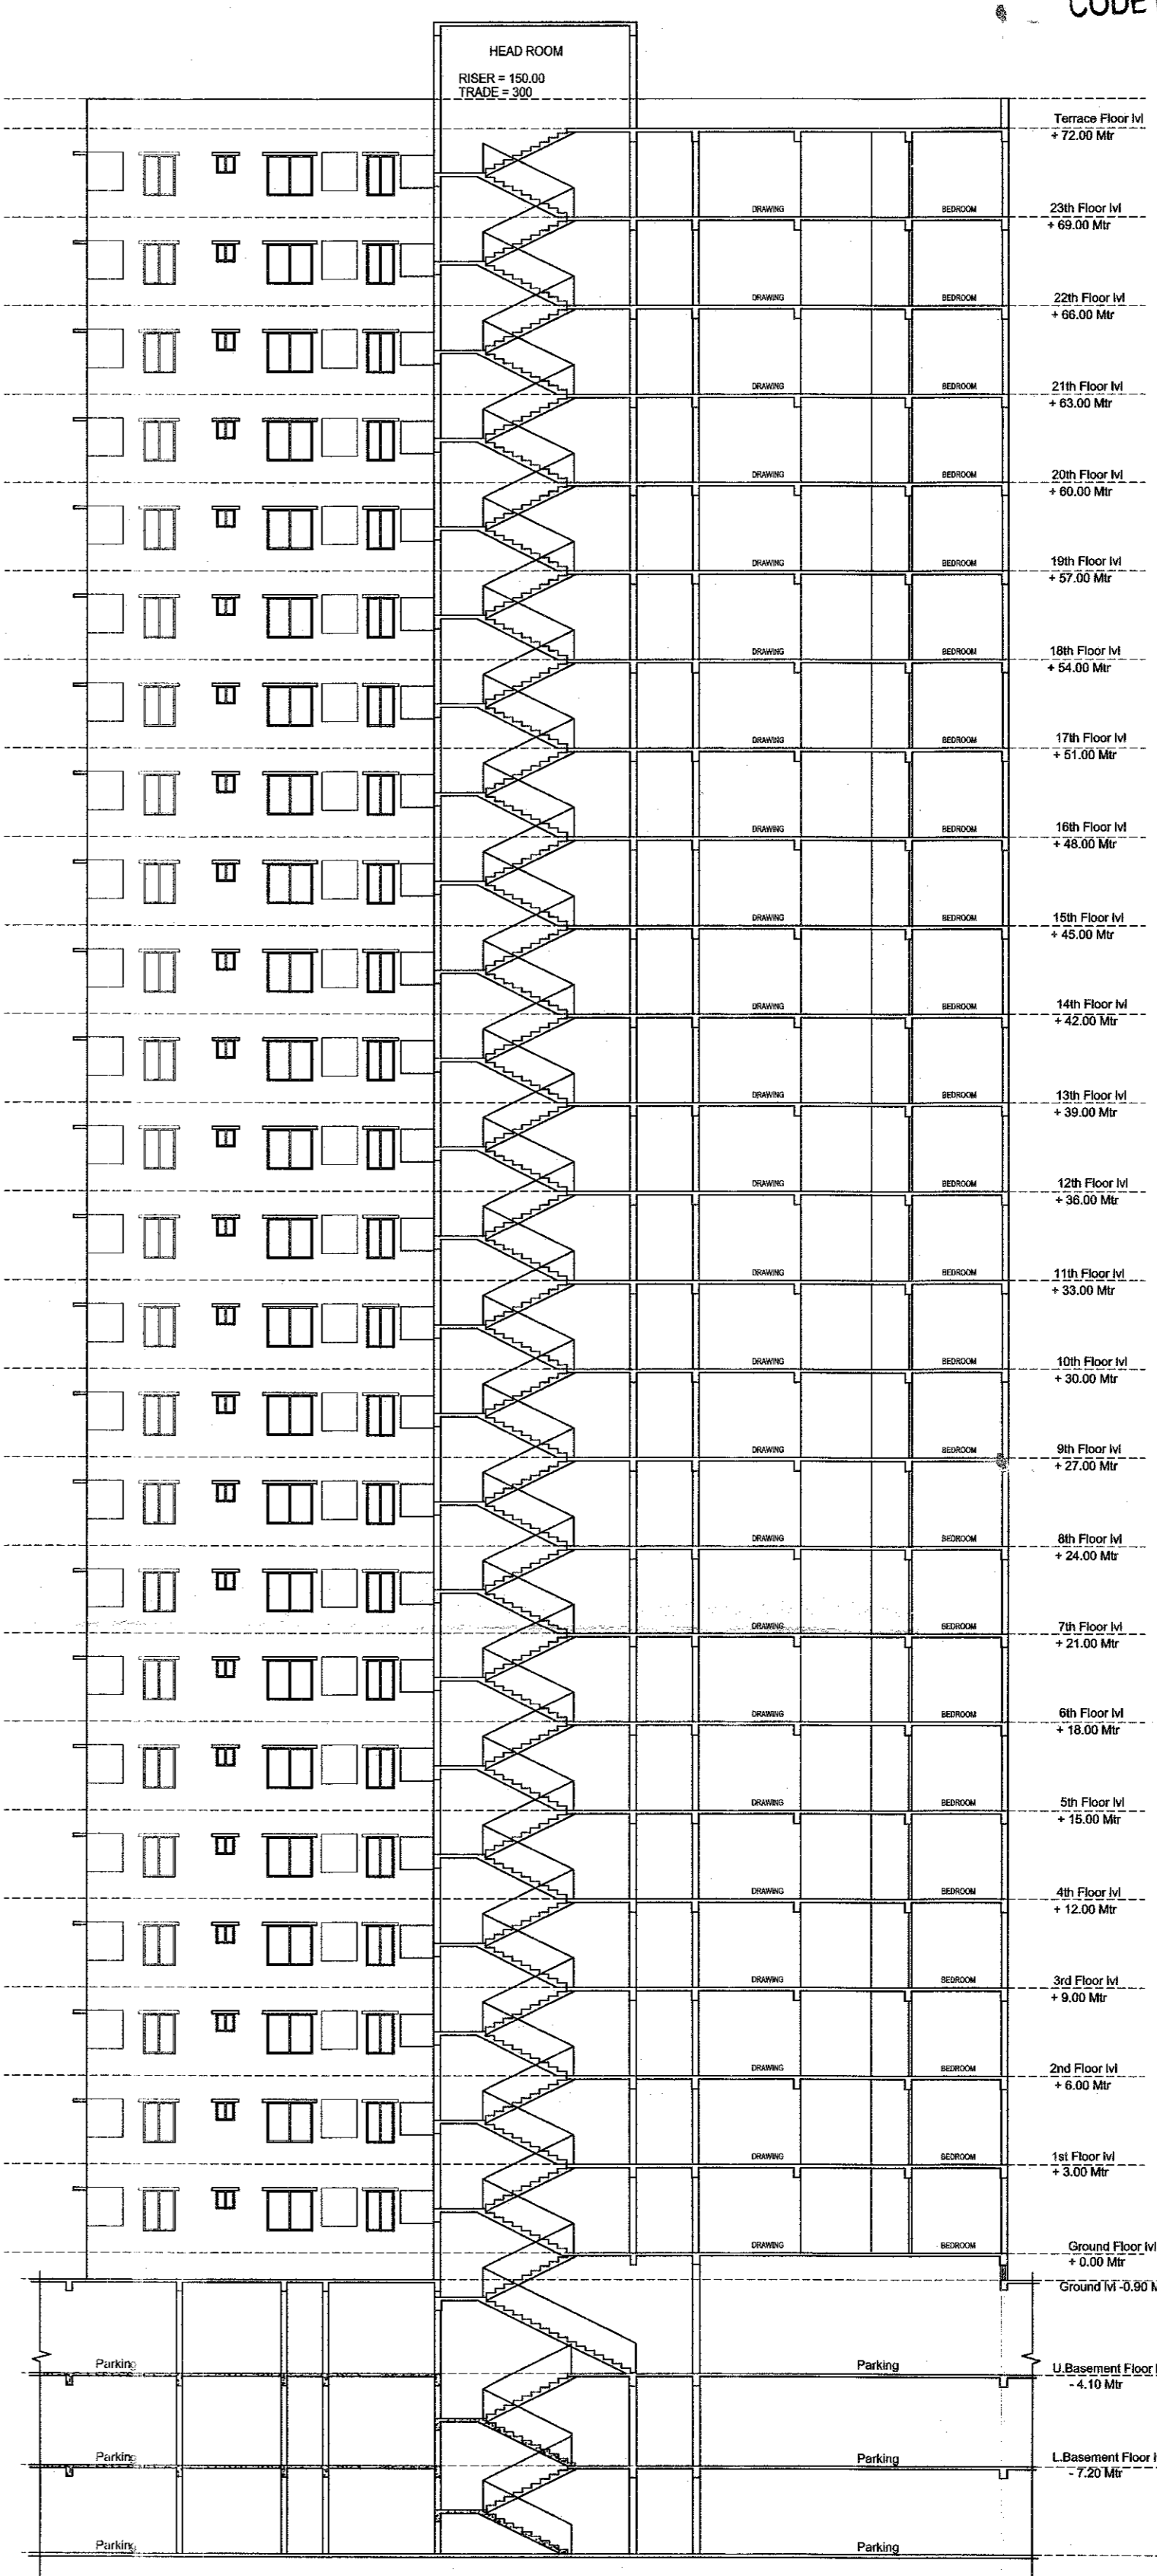 CODE
HEAD ROOM
RISER = 150.00
TRADE = 300
Terrace Floor lvl
+ 72.00 Mtr
DRAWING BEDROOM 23th Floor lvl
+ 69.00 Mtr
DRAWING BEDROOM 22th Floor lvl
+ 66.00 Mtr
DRAWING BEDROOM 21th Floor lvl
+ 63.00 Mtr
DRAWING BEDROOM 20th Floor lvl
+ 60.00 Mtr
DRAWING BEDROOM 19th Floor lvl
+ 57.00 Mtr
DRAWING BEDROOM 18th Floor lvl
+ 54.00 Mtr
DRAWING BEDROOM 17th Floor lvl
+ 51.00 Mtr
DRAWING BEDROOM 16th Floor lvl
+ 48.00 Mtr
DRAWING BEDROOM 15th Floor lvl
+ 45.00 Mtr
DRAWING BEDROOM 14th Floor lvl
+ 42.00 Mtr
DRAWING BEDROOM 13th Floor lvl
+ 39.00 Mtr
DRAWING BEDROOM 12th Floor lvl
+ 36.00 Mtr
DRAWING BEDROOM 11th Floor lvl
+ 33.00 Mtr
DRAWING BEDROOM 10th Floor lvl
+ 30.00 Mtr
DRAWING BEDROOM 9th Floor lvl
+ 27.00 Mtr
DRAWING BEDROOM 8th Floor lvl
+ 24.00 Mtr
DRAWING BEDROOM 7th Floor lvl
+ 21.00 Mtr
DRAWING BEDROOM 6th Floor lvl
+ 18.00 Mtr
DRAWING BEDROOM 5th Floor lvl
+ 15.00 Mtr
DRAWING BEDROOM 4th Floor lvl
+ 12.00 Mtr
DRAWING BEDROOM 3rd Floor lvl
+ 9.00 Mtr
DRAWING BEDROOM 2nd Floor lvl
+ 6.00 Mtr
DRAWING BEDROOM 1st Floor lvl
+ 3.00 Mtr
DRAWING BEDROOM Ground Floor lvl
+ 0.00 Mtr
Ground lvl -0.90 M
Parking Parking U.Basement Floor
- 4.10 Mtr
Parking Parking L.Basement Floor
- 7.20 Mtr
Parking Parking